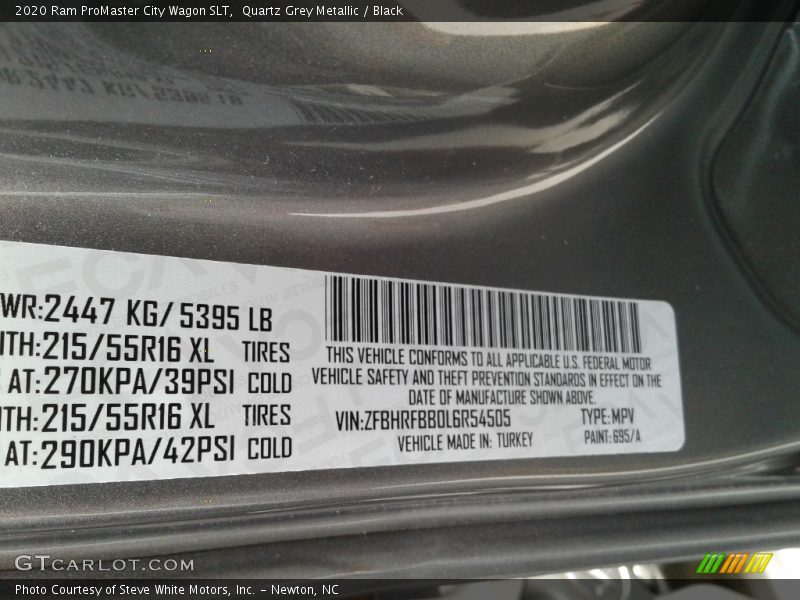 2020 Ram ProMaster City Wagon SLT, Quartz Grey Metallic / Black
WR:2447 KG/ 5395 LB
ITH:215/55R16 XL TIRES
AT:270KPA/39PSI COLD
ITH:215/55R16 XL TIRES
AT:290KPA/42PSI COLD
THIS VEHICLE CONFORMS TO ALL APPLICABLE U.S. FEDERAL MOTOR
VEHICLE SAFETY AND THEFT PREVENTION STANDARDS IN EFFECT ON THE
DATE OF MANUFACTURE SHOWN ABOVE.
VIN:ZFBHRFBB0L6R54505 TYPE:MPV
VEHICLE MADE IN: TURKEY PAINT:695/A
GTCARLOT.COM
Photo Courtesy of Steve White Motors, Inc. – Newton, NC